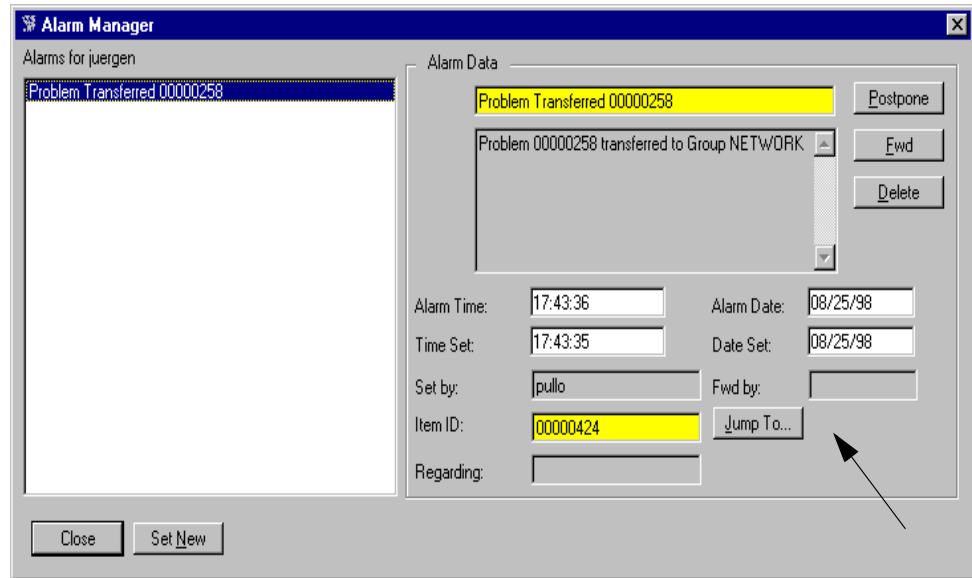 Alarm Manager
Alarms for juergen
Problem Transferred 00000258
Alarm Data
Problem Transferred 00000258
Postpone
Problem 00000258 transferred to Group NETWORK
Fwd
Delete
Alarm Time: 17:43:36 Alarm Date: 08/25/98
Time Set: 17:43:35 Date Set: 08/25/98
Set by: pullo Fwd by:
Item ID: 00000424 Jump To...
Regarding:
Close Set New